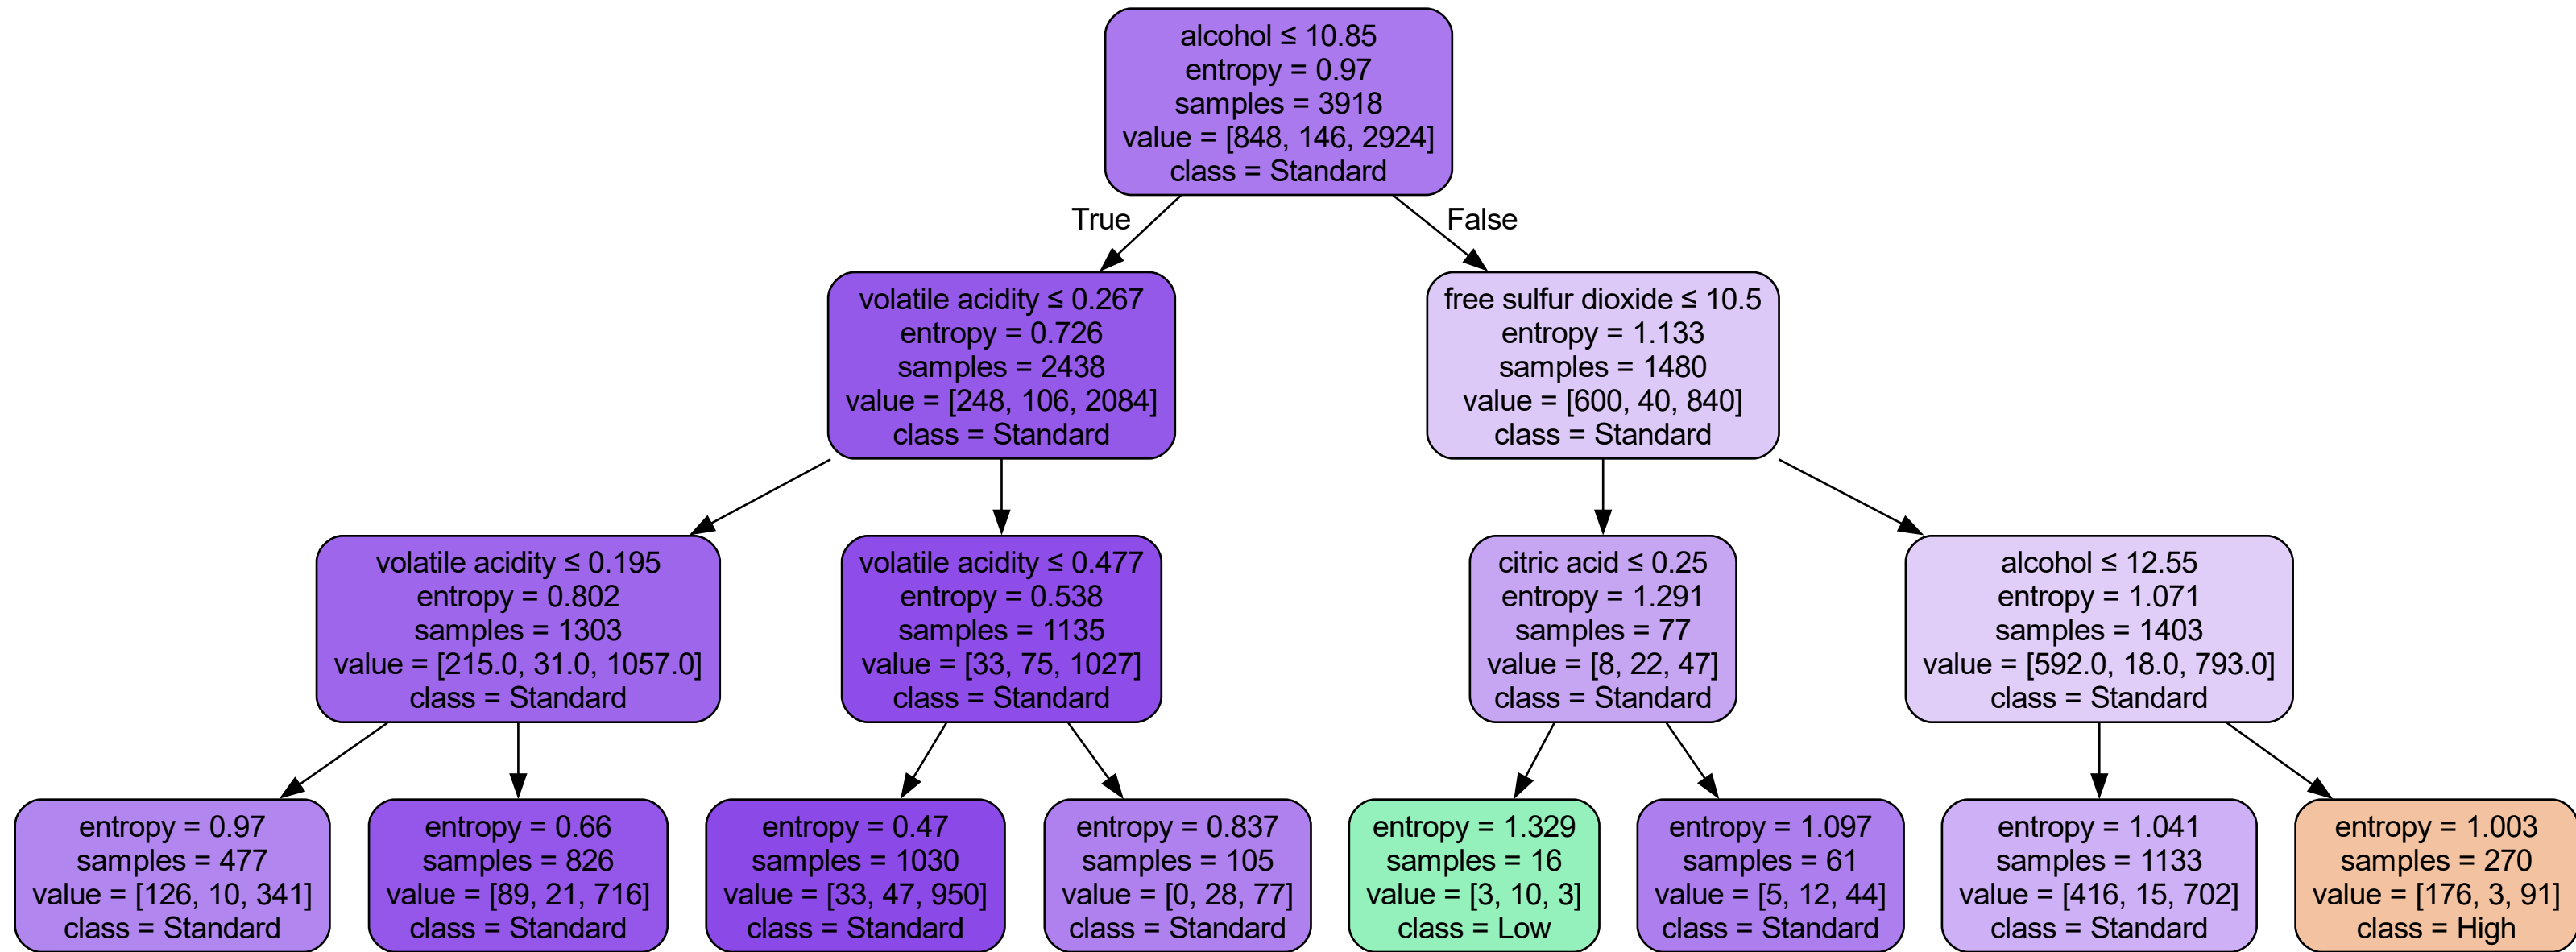 alcohol ≤ 10.85
entropy = 0.97
samples = 3918
value = [848, 146, 2924]
class = Standard
True
False
volatile acidity ≤ 0.267
entropy = 0.726
samples = 2438
value = [248, 106, 2084]
class = Standard
free sulfur dioxide ≤ 10.5
entropy = 1.133
samples = 1480
value = [600, 40, 840]
class = Standard
volatile acidity ≤ 0.195
entropy = 0.802
samples = 1303
value = [215.0, 31.0, 1057.0]
class = Standard
volatile acidity ≤ 0.477
entropy = 0.538
samples = 1135
value = [33, 75, 1027]
class = Standard
citric acid ≤ 0.25
entropy = 1.291
samples = 77
value = [8, 22, 47]
class = Standard
alcohol ≤ 12.55
entropy = 1.071
samples = 1403
value = [592.0, 18.0, 793.0]
class = Standard
entropy = 0.97
samples = 477
value = [126, 10, 341]
class = Standard
entropy = 0.66
samples = 826
value = [89, 21, 716]
class = Standard
entropy = 0.47
samples = 1030
value = [33, 47, 950]
class = Standard
entropy = 0.837
samples = 105
value = [0, 28, 77]
class = Standard
entropy = 1.329
samples = 16
value = [3, 10, 3]
class = Low
entropy = 1.097
samples = 61
value = [5, 12, 44]
class = Standard
entropy = 1.041
samples = 1133
value = [416, 15, 702]
class = Standard
entropy = 1.003
samples = 270
value = [176, 3, 91]
class = High